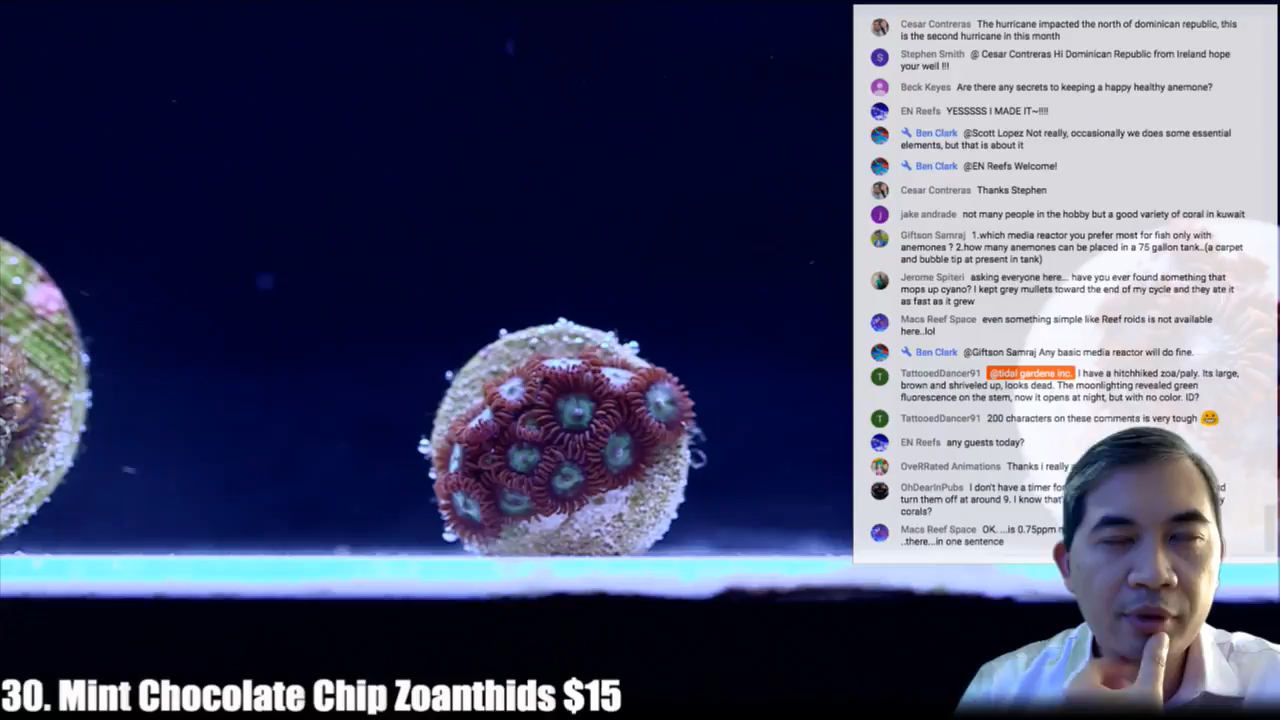 Cesar Contreras The hurricane impacted the north of dominican republic, this
is the second hurricane in this month
S
Stephen Smith @ Cesar Contreras Hi Dominican Republic from Ireland hope
your well !!!
Beck Keyes Are there any secrets to keeping a happy healthy anemone?
EN Reefs YESSSSS I MADE IT~!!!!
Ben Clark @Scott Lopez Not really, occasionally we does some essential
elements, but that is about it
Ben Clark @EN Reefs Welcome!
Cesar Contreras Thanks Stephen
j
jake andrade not many people in the hobby but a good variety of coral in kuwait
Giftson Samraj 1.which media reactor you prefer most for fish only with
anemones ? 2.how many anemones can be placed in a 75 gallon tank..(a carpet
and bubble tip at present in tank)
Jerome Spiteri asking everyone here... have you ever found something that
mops up cyano? I kept grey mullets toward the end of my cycle and they ate it
as fast as it grew
Macs Reef Space even something simple like Reef roids is not available
here..lol
Ben Clark @Giftson Samraj Any basic media reactor will do fine.
T
TattooedDancer91 @tidal gardens inc. I have a hitchhiked zoa/paly. Its large,
brown and shriveled up, looks dead. The moonlighting revealed green
fluorescence on the stem, now it opens at night, but with no color. ID?
T
TattooedDancer91 200 characters on these comments is very tough
EN Reefs any guests today?
OveRRated Animations Thanks i really
OhDearInPubs I don't have a timer for
turn them off at around 9. I know that
corals?
Macs Reef Space OK. ...is 0.75ppm
..there...in one sentence
30. Mint Chocolate Chip Zoanthids $15